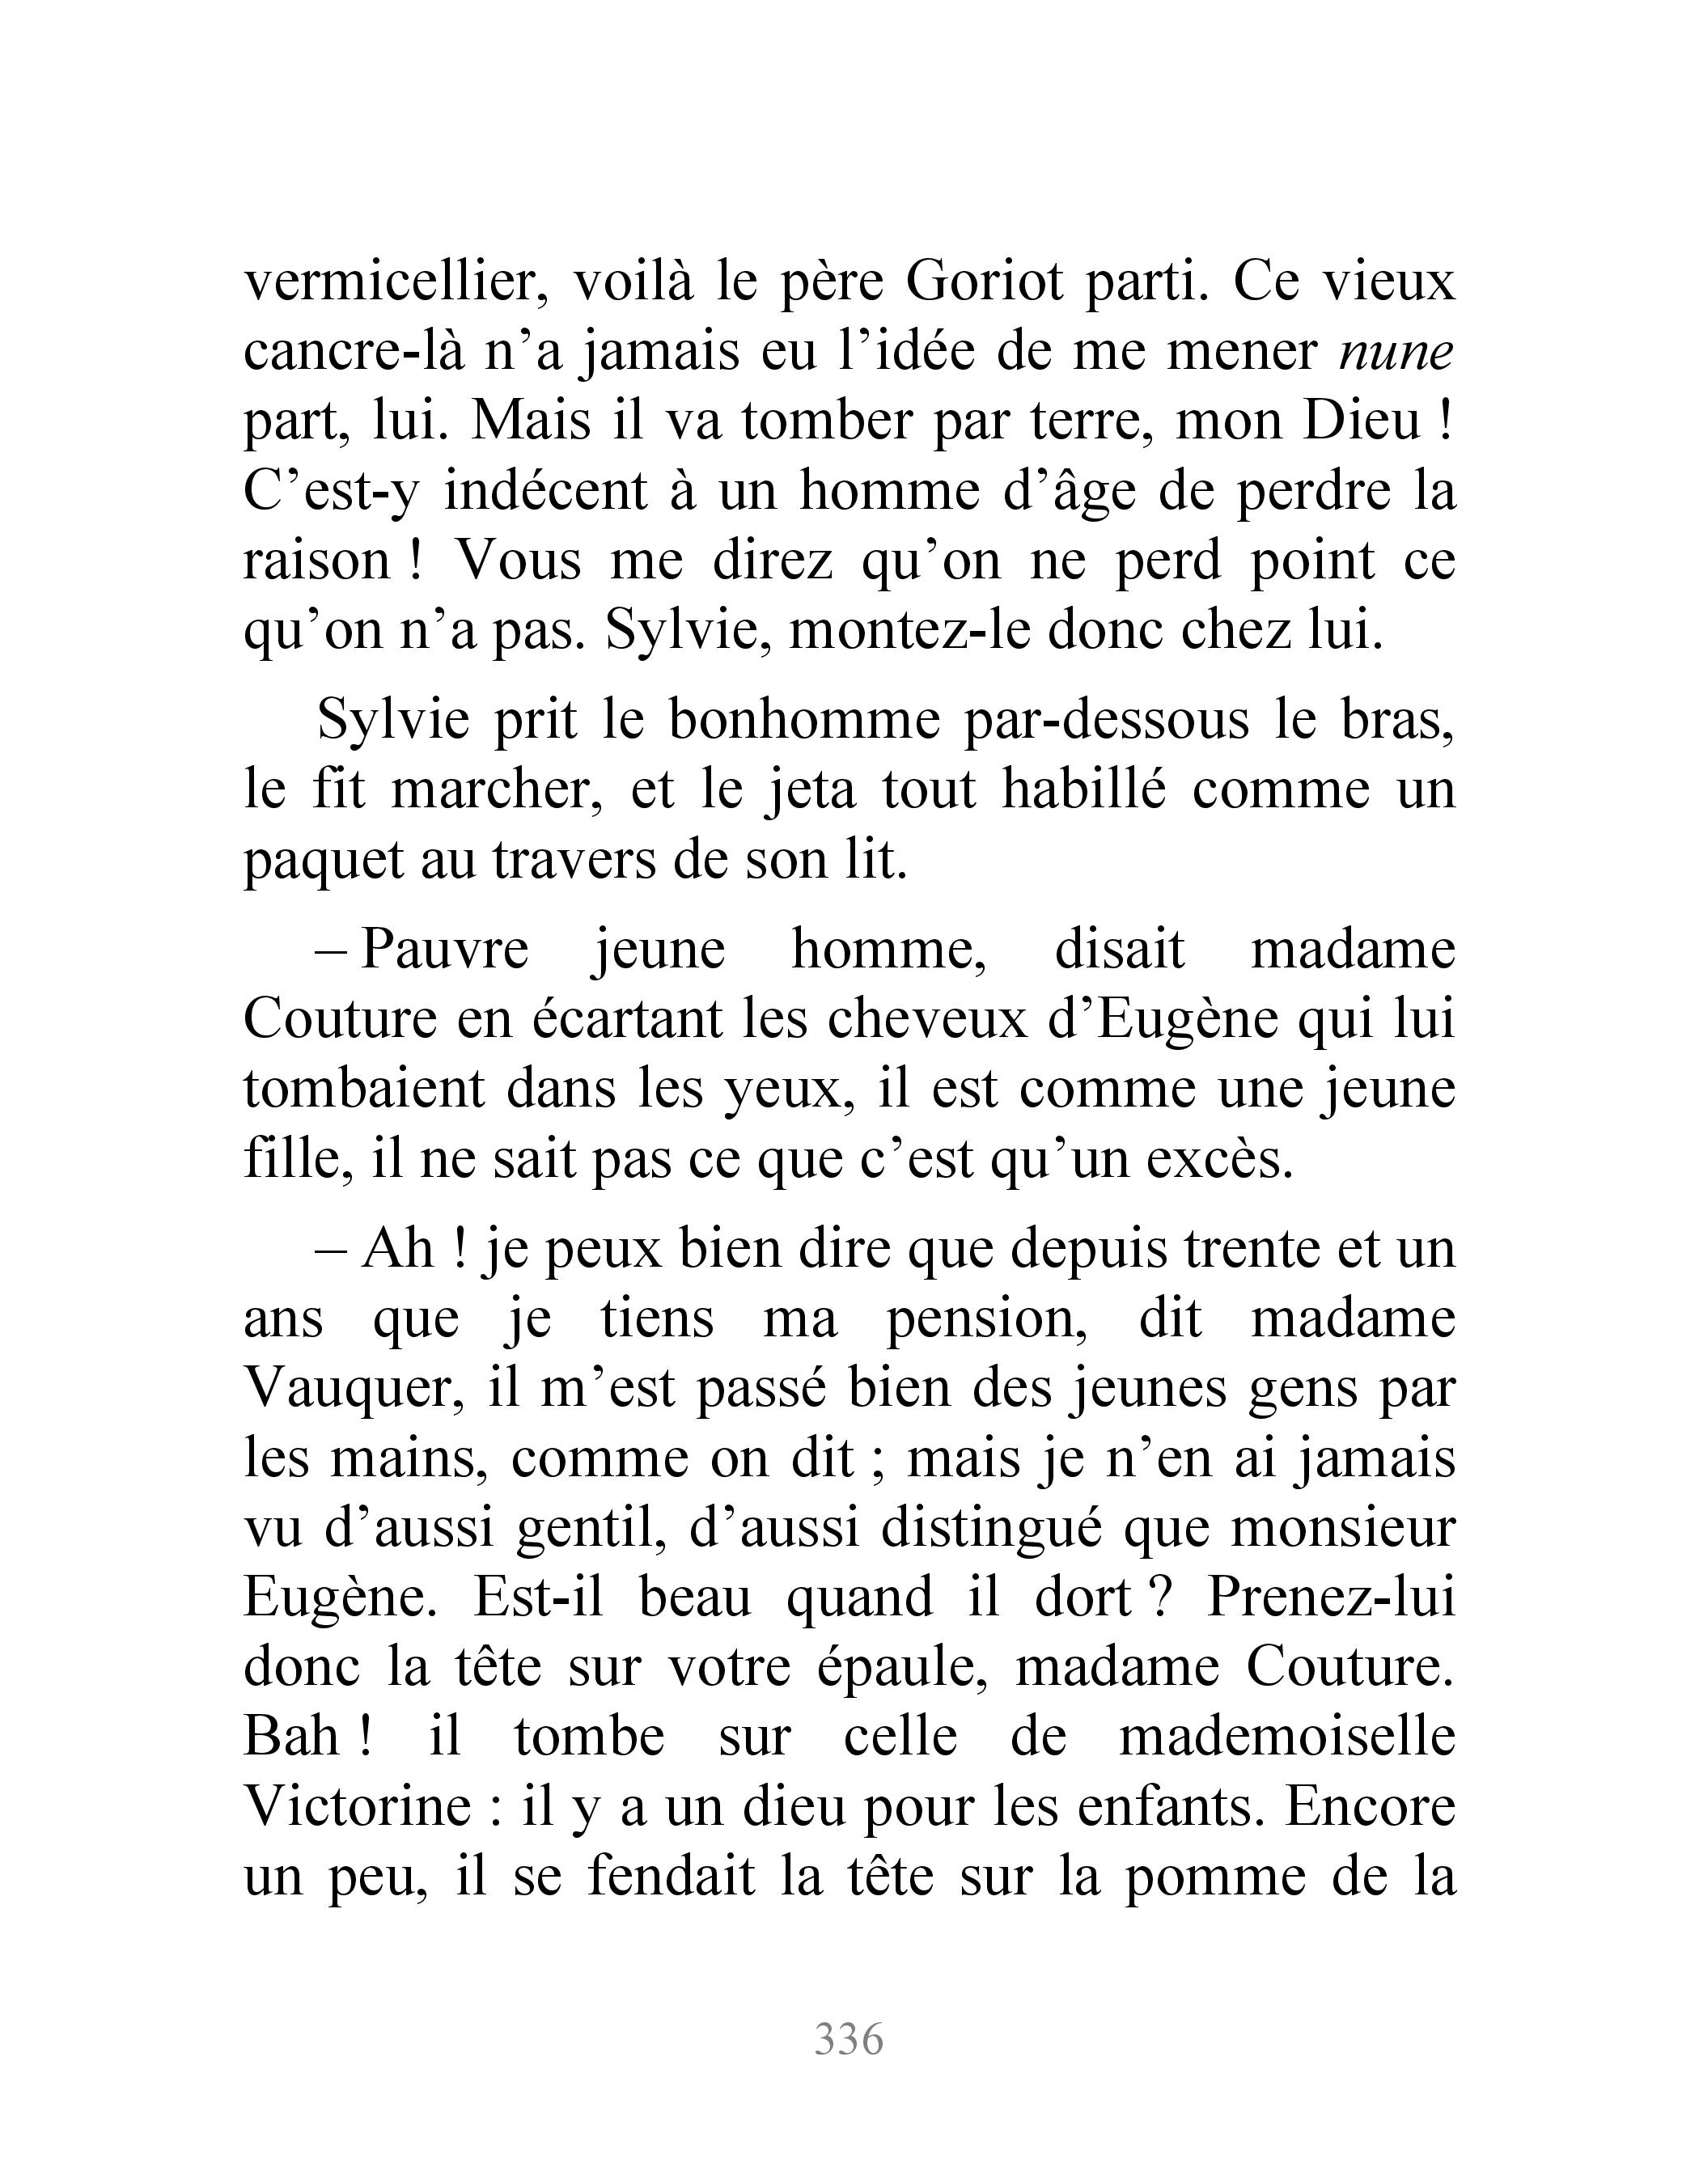 vermicellier, voilà le père Goriot parti. Ce vieux
cancre-là n’a jamais eu l’idée de me mener nune
part, lui. Mais il va tomber par terre, mon Dieu !
C’est-y indécent à un homme d’âge de perdre la
raison ! Vous me direz qu’on ne perd point ce
qu’on n’a pas. Sylvie, montez-le donc chez lui.
Sylvie prit le bonhomme par-dessous le bras,
le fit marcher, et le jeta tout habillé comme un
paquet au travers de son lit.
– Pauvre jeune homme, disait madame
Couture en écartant les cheveux d’Eugène qui lui
tombaient dans les yeux, il est comme une jeune
fille, il ne sait pas ce que c’est qu’un excès.
– Ah ! je peux bien dire que depuis trente et un
ans que je tiens ma pension, dit madame
Vauquer, il m’est passé bien des jeunes gens par
les mains, comme on dit ; mais je n’en ai jamais
vu d’aussi gentil, d’aussi distingué que monsieur
Eugène. Est-il beau quand il dort ? Prenez-lui
donc la tête sur votre épaule, madame Couture.
Bah ! il tombe sur celle de mademoiselle
Victorine : il y a un dieu pour les enfants. Encore
un peu, il se fendait la tête sur la pomme de la
336